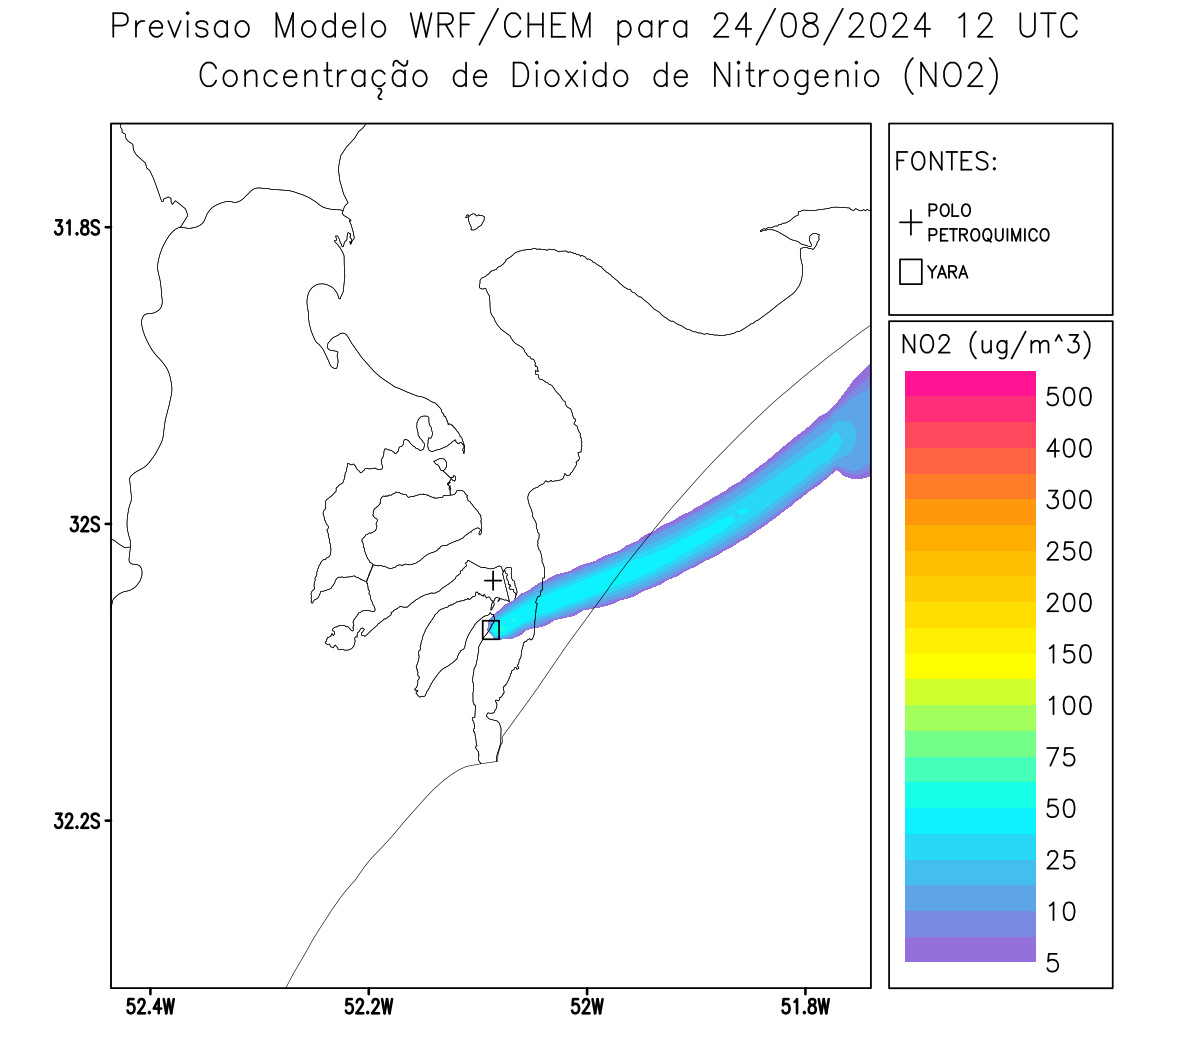 Previsao Modelo WRF/CHEM para 24/08/2024 12 UTC
Concentração de Dioxido de Nitrogenio (NO2)
FONTES:
POLO
PETROQUIMICO
YARA
NO2 (ug/m^3)
500
400
300
250
200
150
100
75
50
25
10
5
31.8S
32S
32.2S
52.4W
52.2W
52W
51.8W